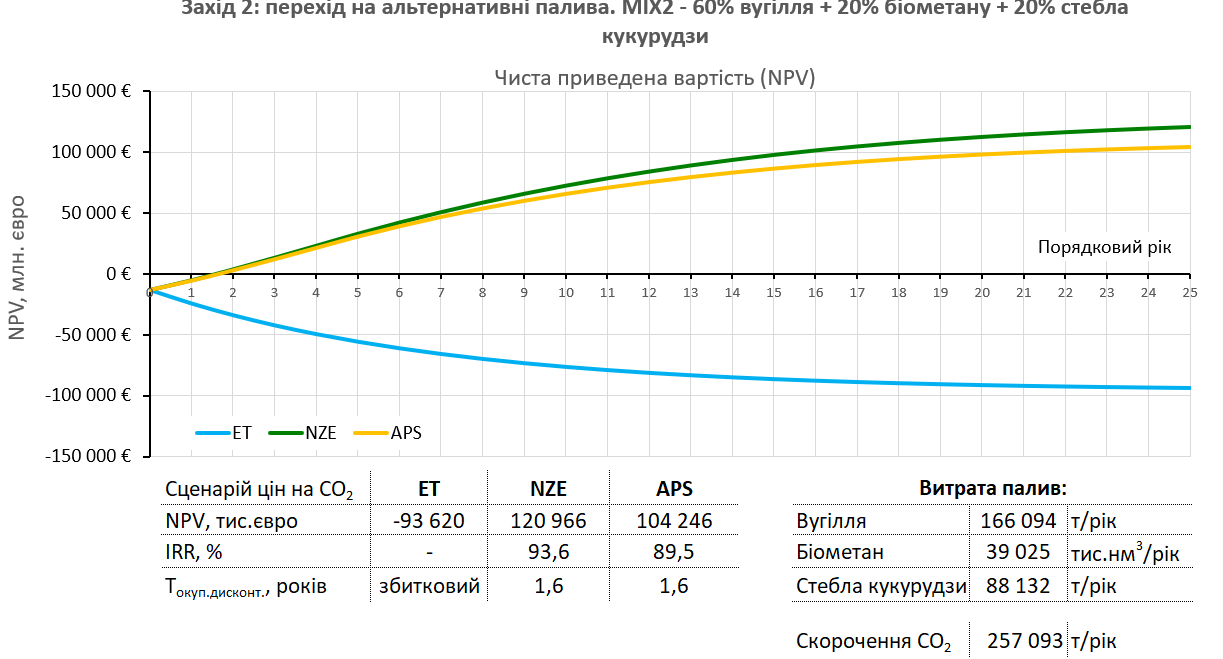 Захід 2: перехід на альтернативні палива. MIX2 - 60% вугілля + 20% біометану + 20% стебла
кукурудзи
Чиста приведена вартість (NPV)
NPV, млн. євро
150 000 €
100 000 €
50 000 €
0 €
-50 000 €
-100 000 €
-150 000 €
Порядковий рік
0 1 2 3 4 5 6 7 8 9 10 11 12 13 14 15 16 17 18 19 20 21 22 23 24 25
ET NZE APS
Сценарій цін на CO₂ ET NZE APS
NPV, тис.євро -93 620 120 966 104 246
IRR, % - 93,6 89,5
Tокуп.дисконт., років збитковий 1,6 1,6
Витрата палив:
Вугілля 166 094 т/рік
Біометан 39 025 тис.нм³/рік
Стебла кукурудзи 88 132 т/рік
Скорочення CO₂ 257 093 т/рік